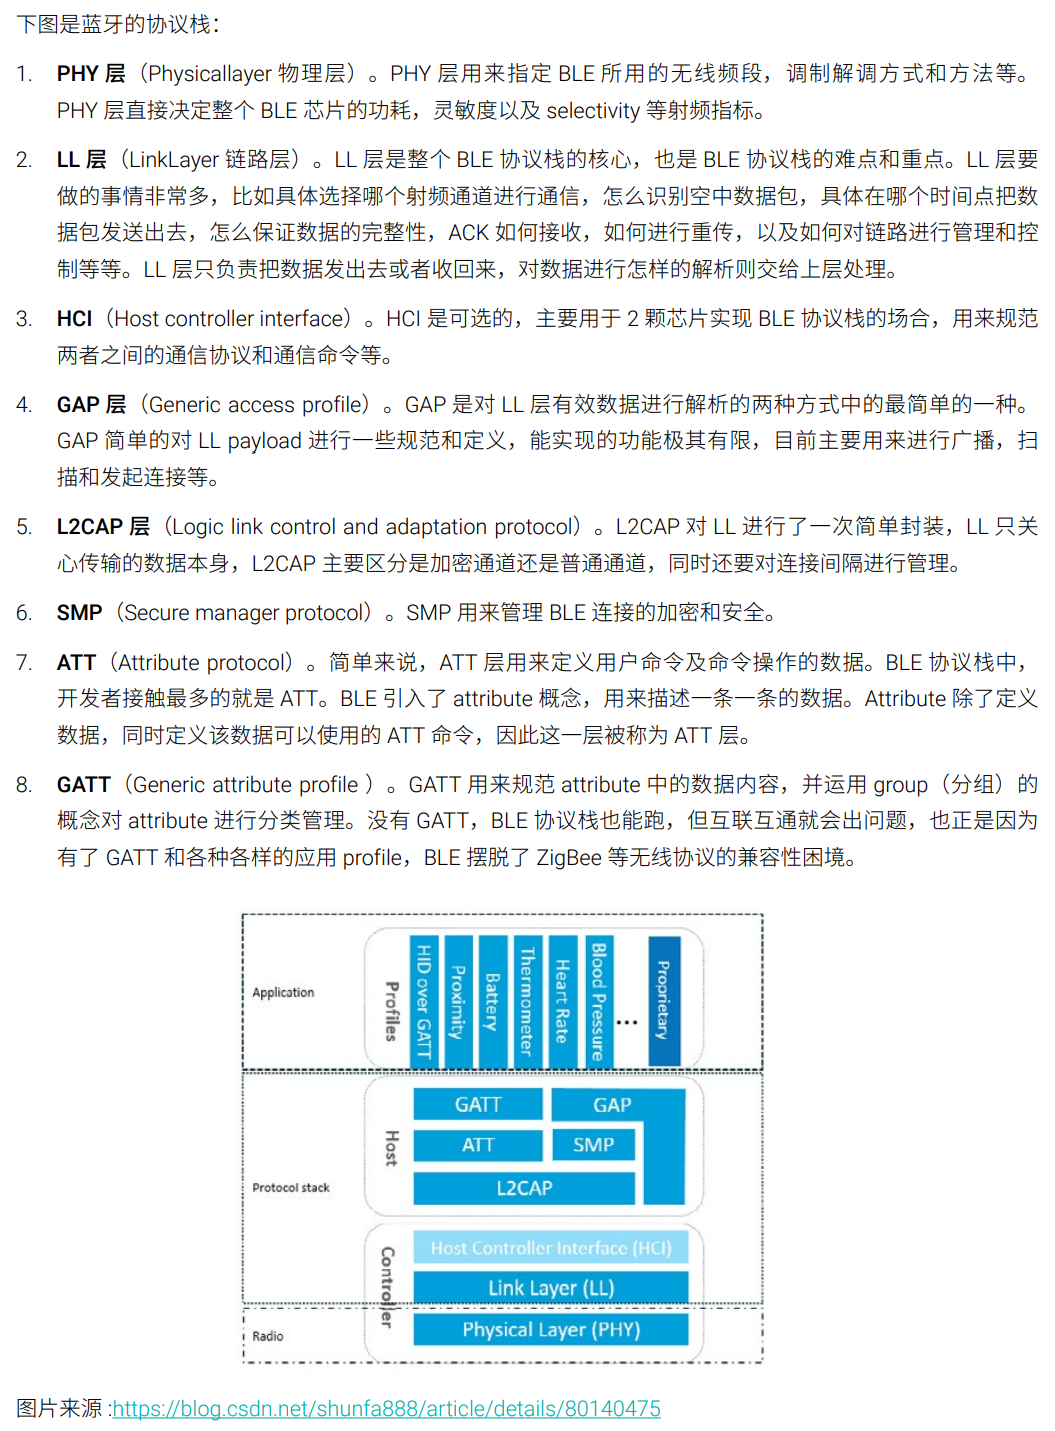 下图是蓝牙的协议栈：
1. PHY 层（Physicallayer 物理层）。PHY 层用来指定 BLE 所用的无线频段，调制解调方式和方法等。
PHY 层直接决定整个 BLE 芯片的功耗，灵敏度以及 selectivity 等射频指标。
2. LL 层（LinkLayer 链路层）。LL 层是整个 BLE 协议栈的核心，也是 BLE 协议栈的难点和重点。LL 层要
做的事情非常多，比如具体选择哪个射频通道进行通信，怎么识别空中数据包，具体在哪个时间点把数
据包发送出去，怎么保证数据的完整性，ACK 如何接收，如何进行重传，以及如何对链路进行管理和控
制等等。LL 层只负责把数据发出去或者收回来，对数据进行怎样的解析则交给上层处理。
3. HCI（Host controller interface）。HCI 是可选的，主要用于 2 颗芯片实现 BLE 协议栈的场合，用来规范
两者之间的通信协议和通信命令等。
4. GAP 层（Generic access profile）。GAP 是对 LL 层有效数据进行解析的两种方式中的最简单的一种。
GAP 简单的对 LL payload 进行一些规范和定义，能实现的功能极其有限，目前主要用来进行广播，扫
描和发起连接等。
5. L2CAP 层（Logic link control and adaptation protocol）。L2CAP 对 LL 进行了一次简单封装，LL 只关
心传输的数据本身，L2CAP 主要区分是加密通道还是普通通道，同时还要对连接间隔进行管理。
6. SMP（Secure manager protocol）。SMP 用来管理 BLE 连接的加密和安全。
7. ATT（Attribute protocol）。简单来说，ATT 层用来定义用户命令及命令操作的数据。BLE 协议栈中，
开发者接触最多的就是 ATT。BLE 引入了 attribute 概念，用来描述一条一条的数据。Attribute 除了定义
数据，同时定义该数据可以使用的 ATT 命令，因此这一层被称为 ATT 层。
8. GATT（Generic attribute profile ）。GATT 用来规范 attribute 中的数据内容，并运用 group（分组）的
概念对 attribute 进行分类管理。没有 GATT，BLE 协议栈也能跑，但互联互通就会出问题，也正是因为
有了 GATT 和各种各样的应用 profile，BLE 摆脱了 ZigBee 等无线协议的兼容性困境。
Application
Profiles
HID over GATT
Proximity
Battery
Thermometer
Heart Rate
Blood Pressure
...
Proprietary
Protocol stack
Host
GATT
GAP
ATT
SMP
L2CAP
Controller
Host Controller Interface (HCI)
Link Layer (LL)
Radio
Physical Layer (PHY)
图片来源 :https://blog.csdn.net/shunfa888/article/details/80140475